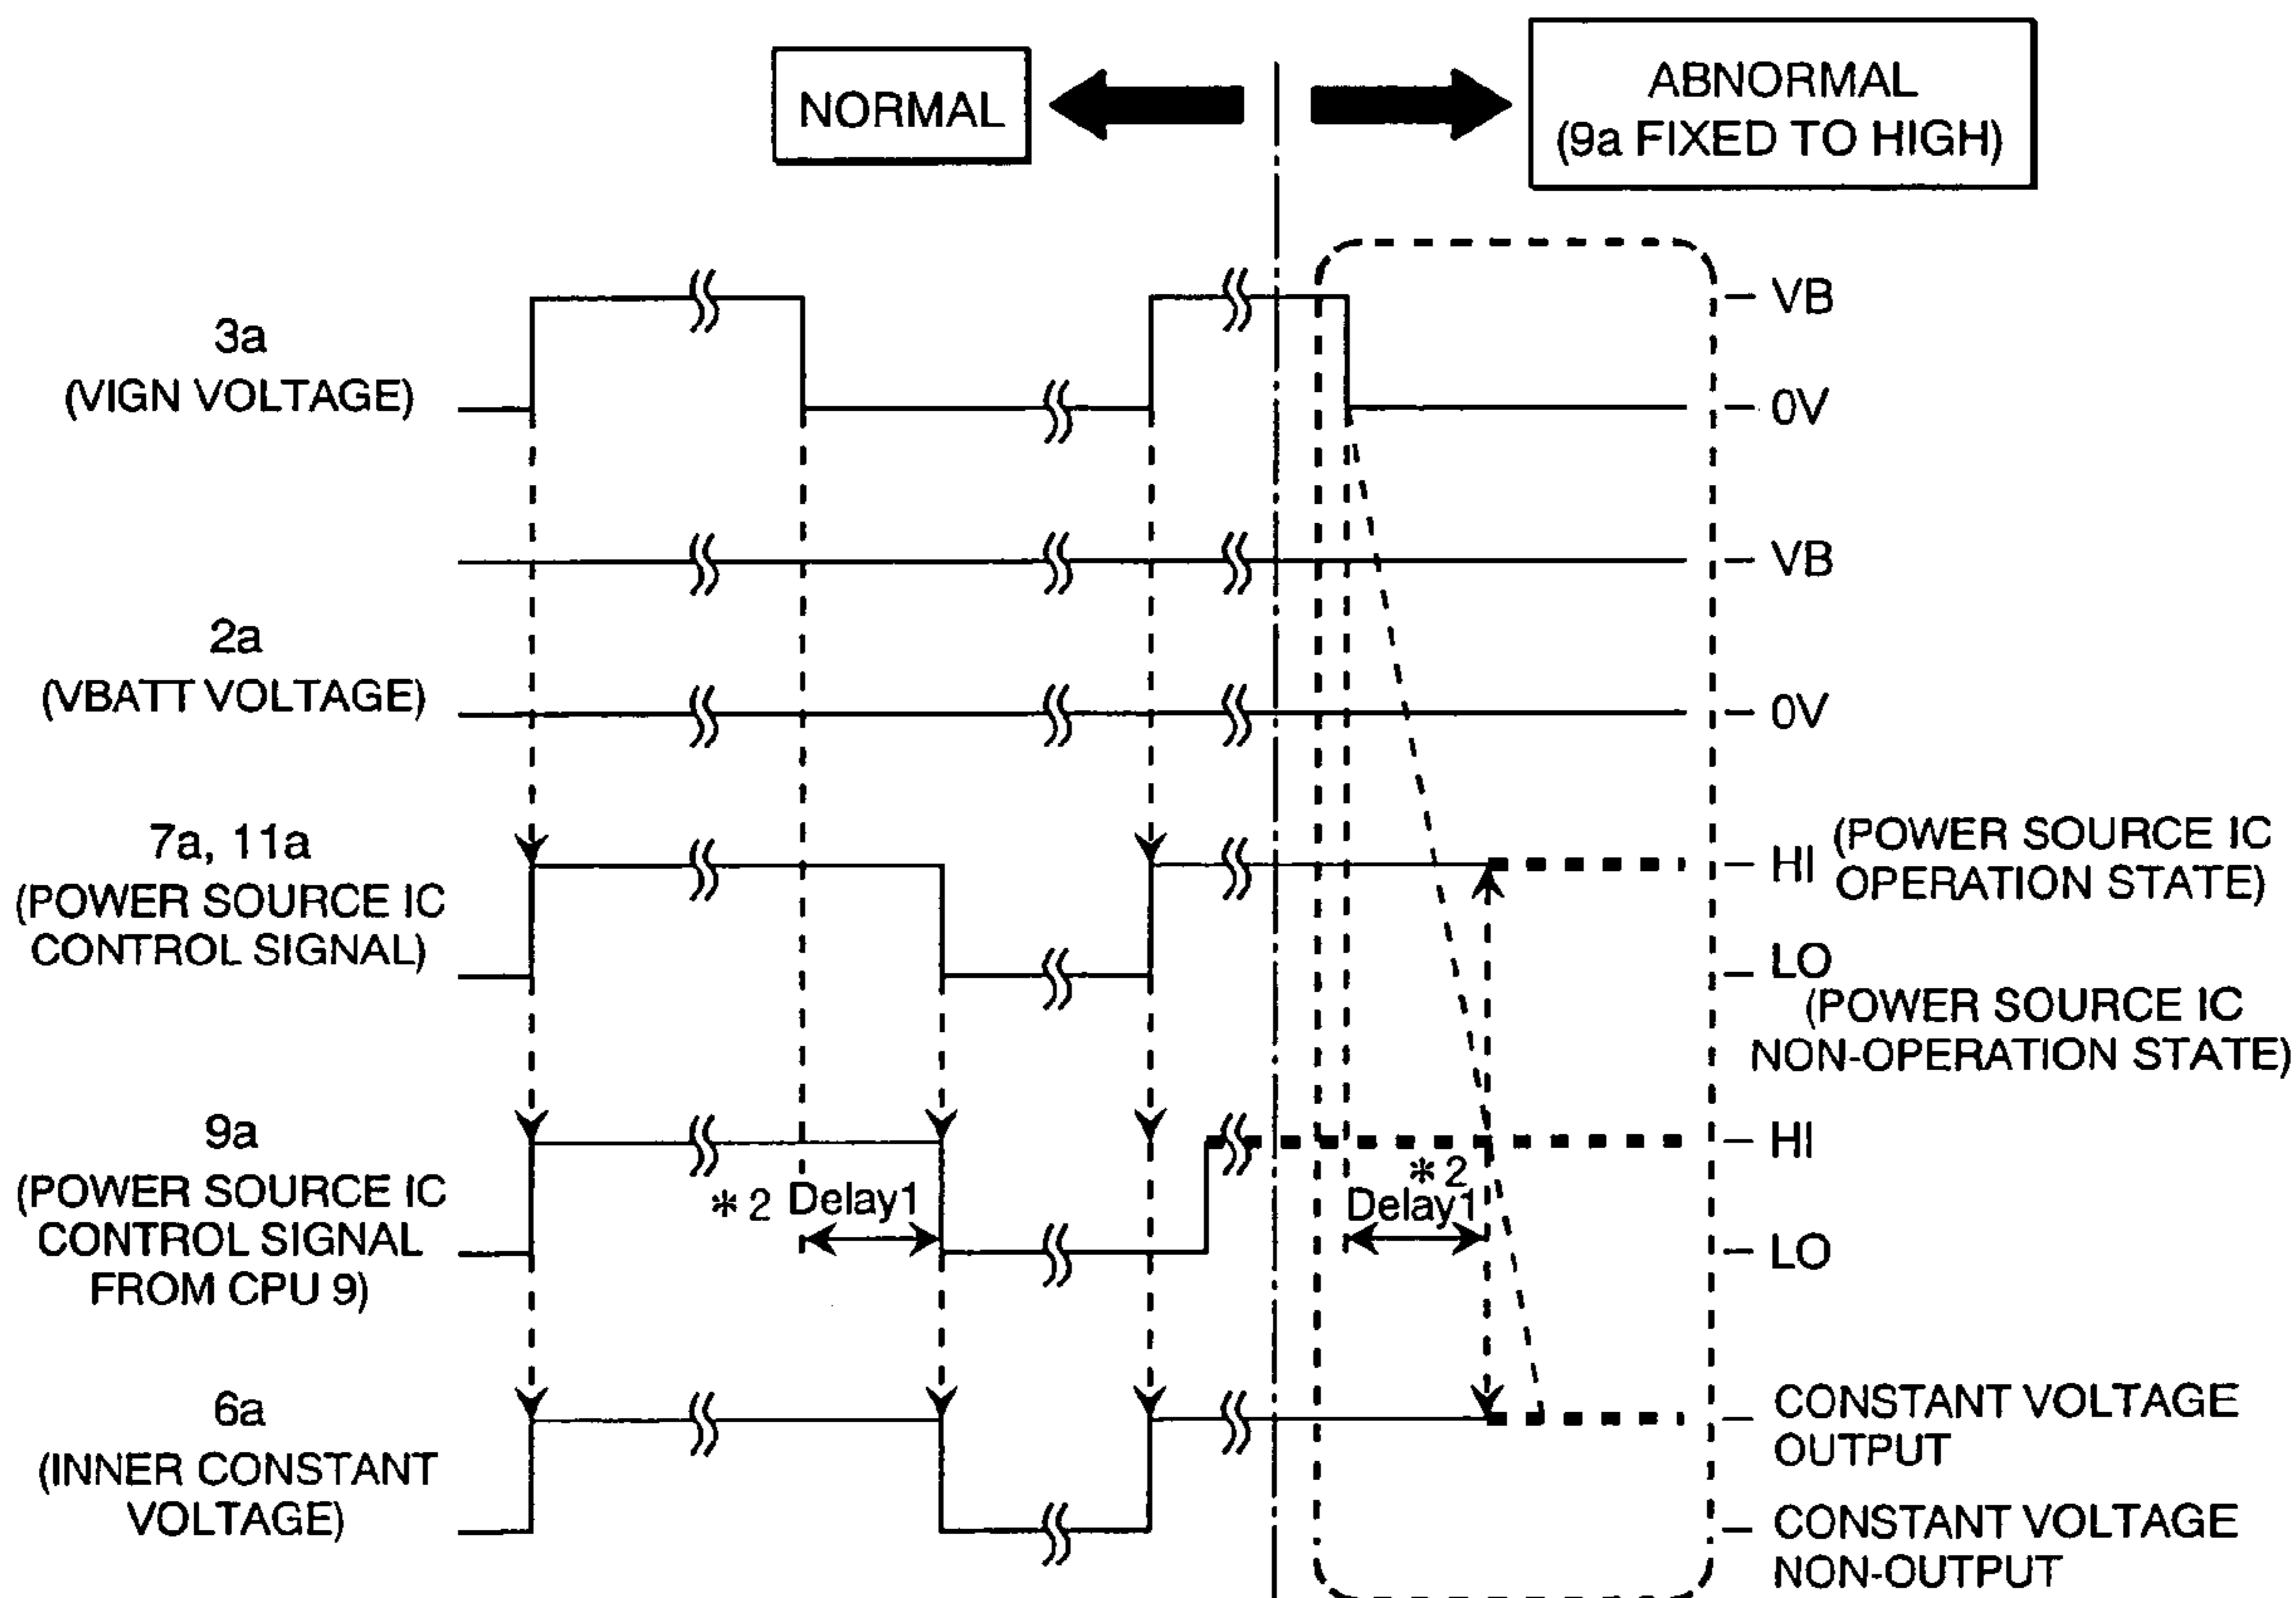 NORMAL
ABNORMAL
(9a FIXED TO HIGH)
3a
(VIGN VOLTAGE)
VB
0V
2a
(VBATT VOLTAGE)
VB
0V
7a, 11a
(POWER SOURCE IC
CONTROL SIGNAL)
HI (POWER SOURCE IC
OPERATION STATE)
LO
(POWER SOURCE IC
NON-OPERATION STATE)
9a
(POWER SOURCE IC
CONTROL SIGNAL
FROM CPU 9)
*2 Delay1
*2
Delay1
HI
LO
6a
(INNER CONSTANT
VOLTAGE)
CONSTANT VOLTAGE
OUTPUT
CONSTANT VOLTAGE
NON-OUTPUT